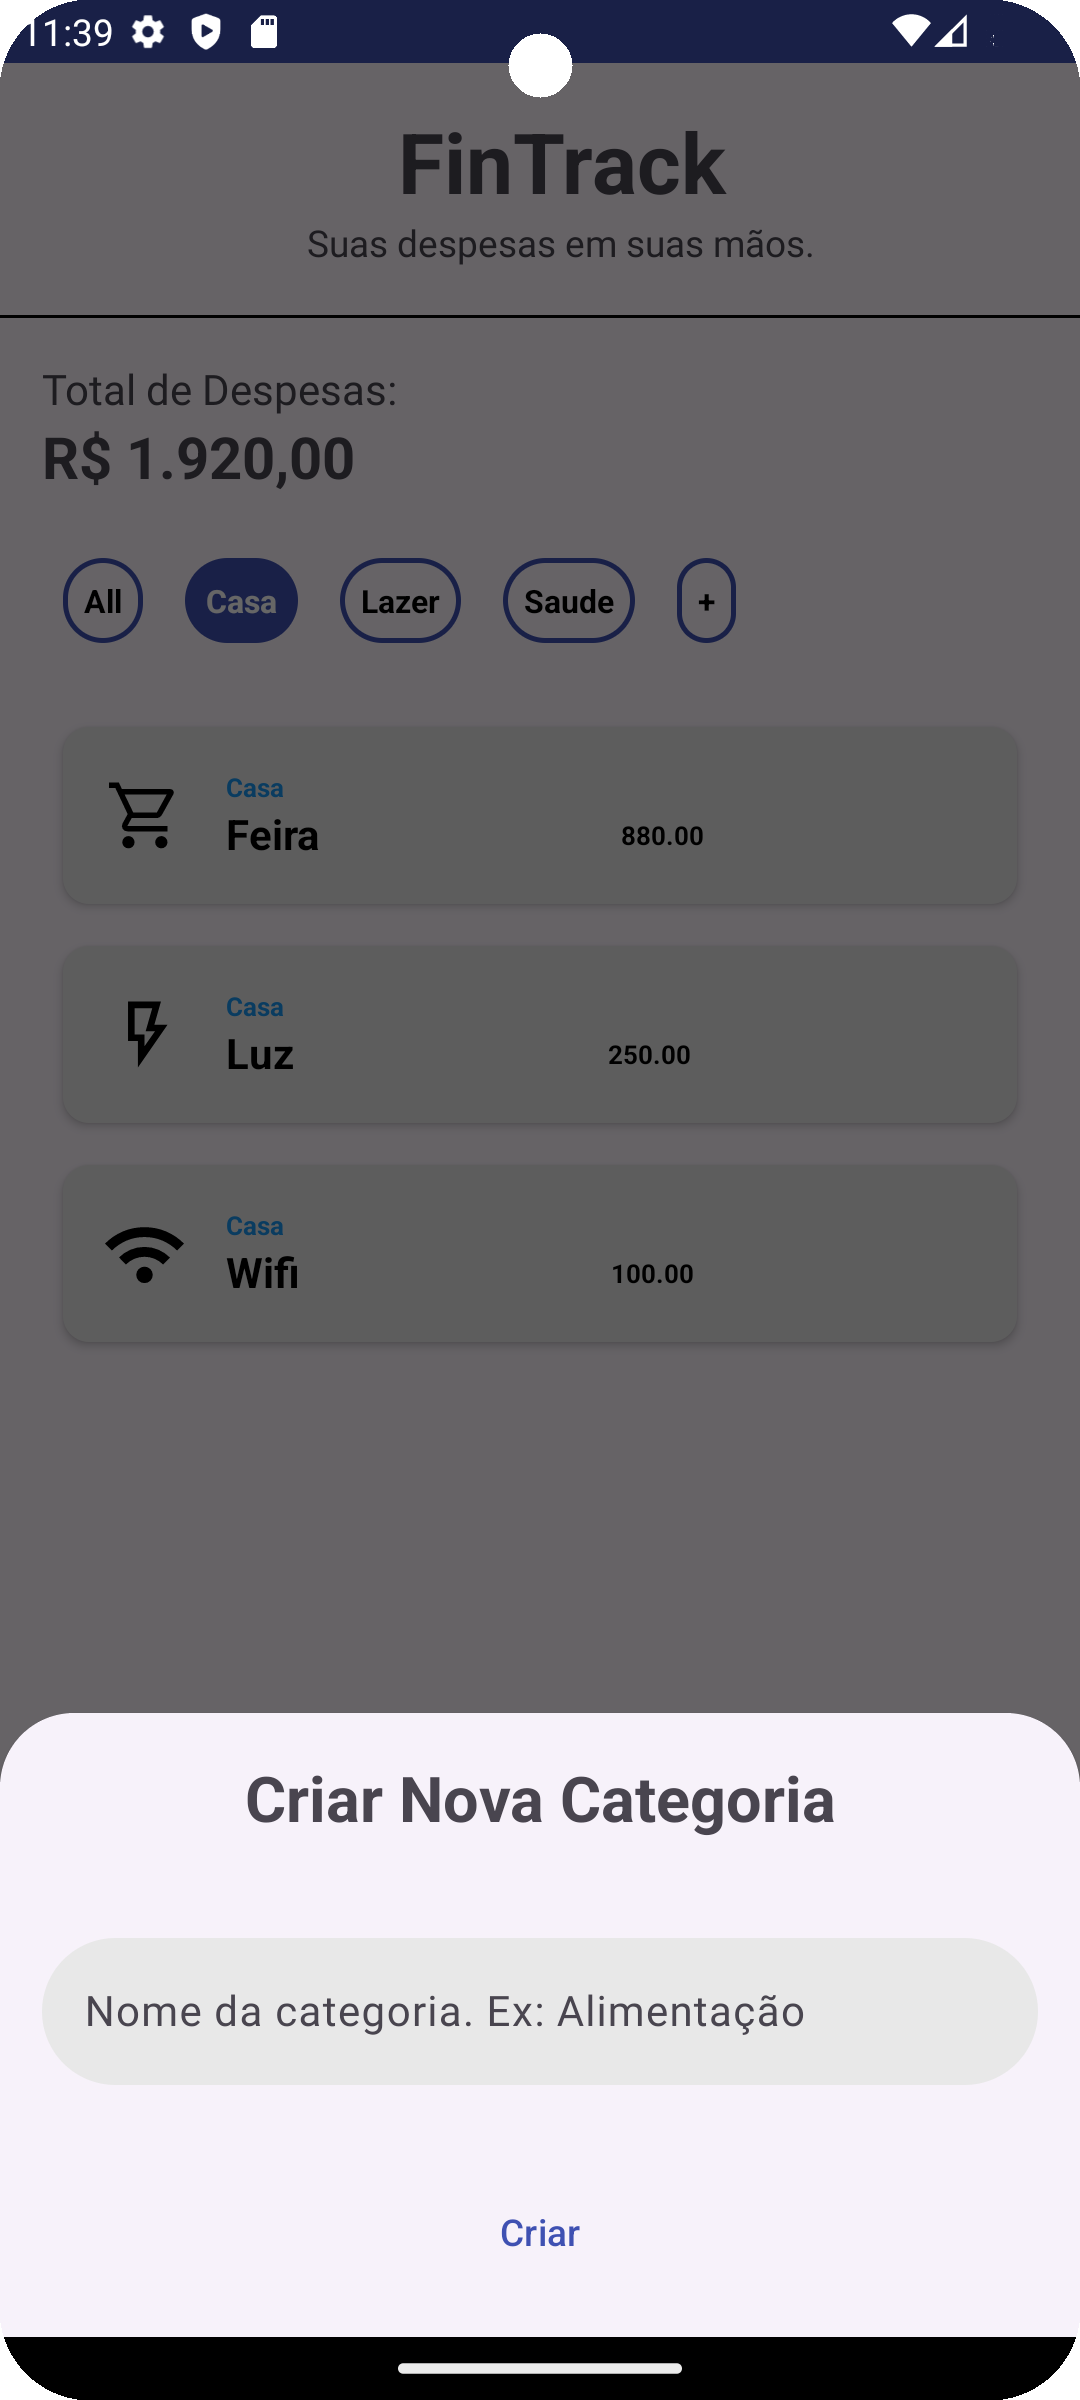 11:39
FinTrack
Suas despesas em suas mãos.
Total de Despesas:
R$ 1.920,00
All Casa Lazer Saude +
Casa
Feira 880.00
Casa
Luz 250.00
Casa
Wifi 100.00
Criar Nova Categoria
Nome da categoria. Ex: Alimentação
Criar